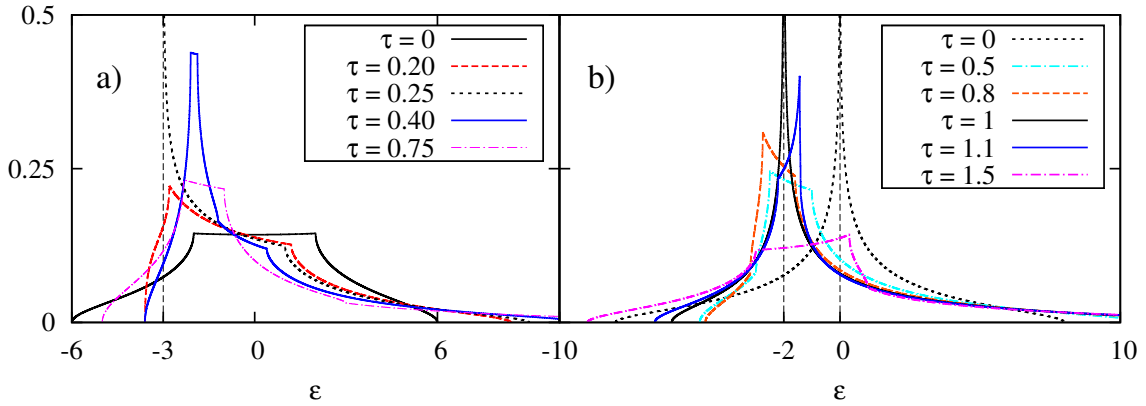 0.5
0.25
0
a)
τ = 0
τ = 0.20
τ = 0.25
τ = 0.40
τ = 0.75
b)
τ = 0
τ = 0.5
τ = 0.8
τ = 1
τ = 1.1
τ = 1.5
-6 -3 0 6 -10 -2 0 10
ε ε